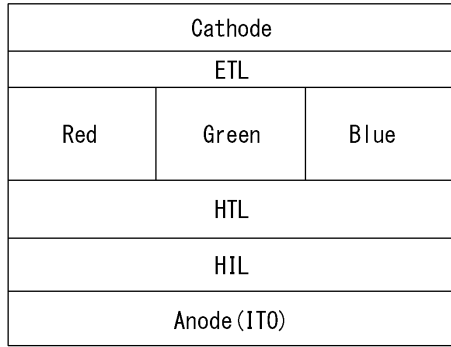 Cathode
ETL
Red Green Blue
HTL
HIL
Anode(ITO)